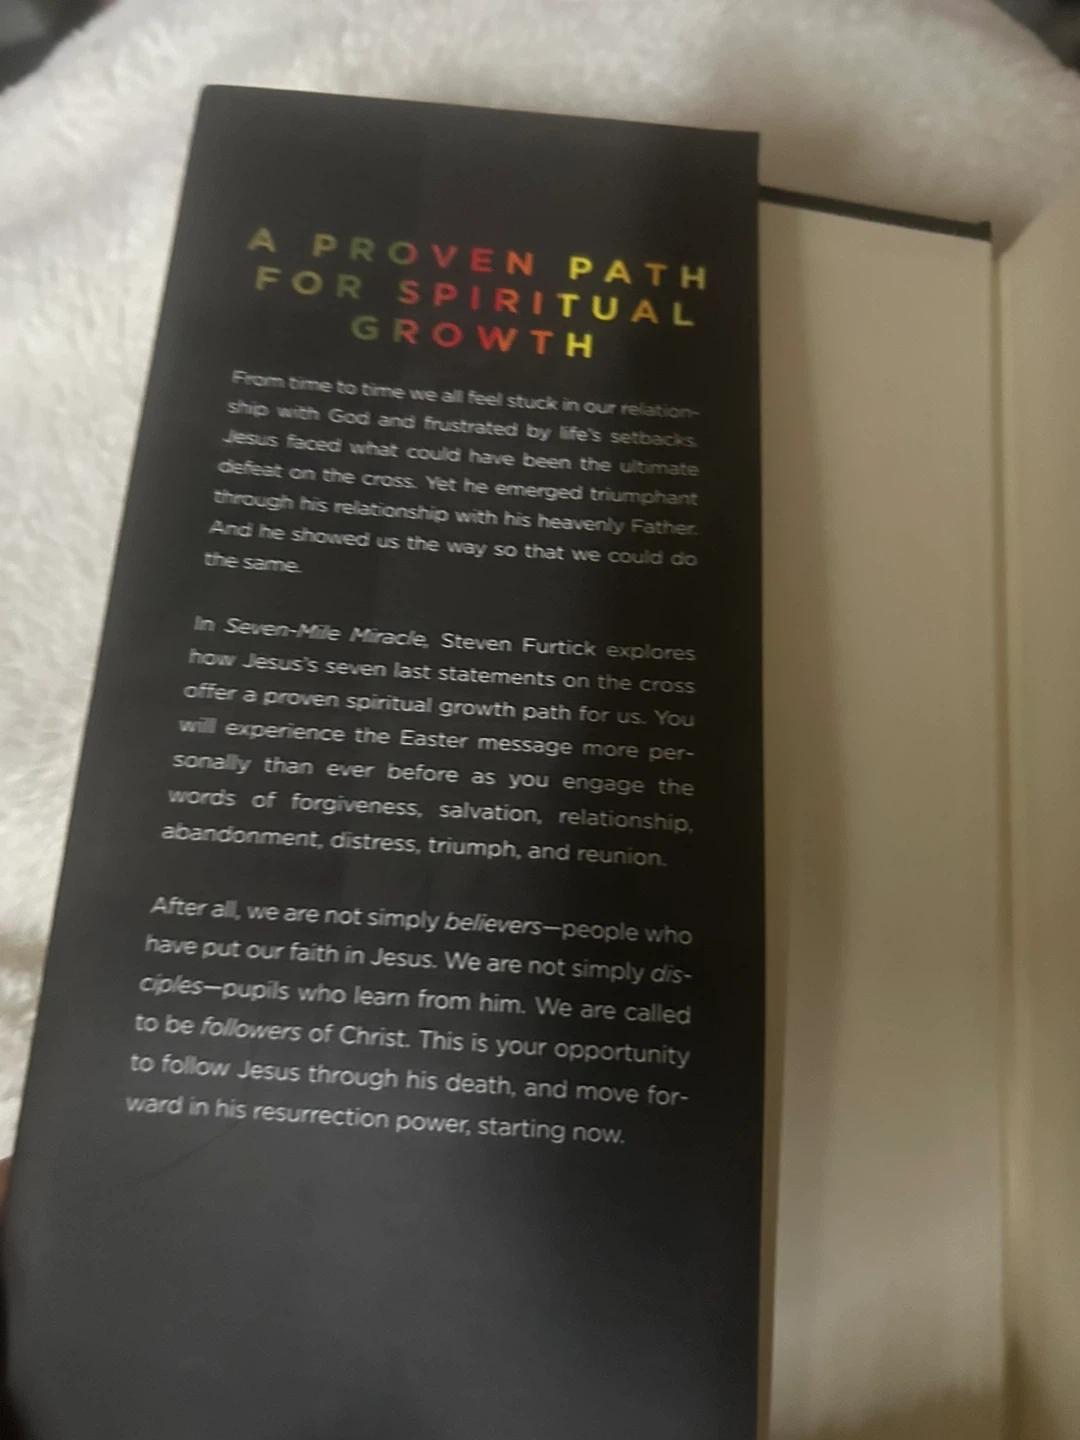 A PROVEN PATH
FOR SPIRITUAL
GROWTH
From time to time we all feel stuck in our relation-
ship with God and frustrated by life's setbacks.
Jesus faced what could have been the ultimate
defeat on the cross. Yet he emerged triumphant
through his relationship with his heavenly Father.
And he showed us the way so that we could do
the same.
In Seven-Mile Miracle, Steven Furtick explores
how Jesus's seven last statements on the cross
offer a proven spiritual growth path for us. You
will experience the Easter message more per-
sonally than ever before as you engage the
words of forgiveness, salvation, relationship,
abandonment, distress, triumph, and reunion.
After all, we are not simply believers—people who
have put our faith in Jesus. We are not simply dis-
ciples—pupils who learn from him. We are called
to be followers of Christ. This is your opportunity
to follow Jesus through his death, and move for-
ward in his resurrection power, starting now.